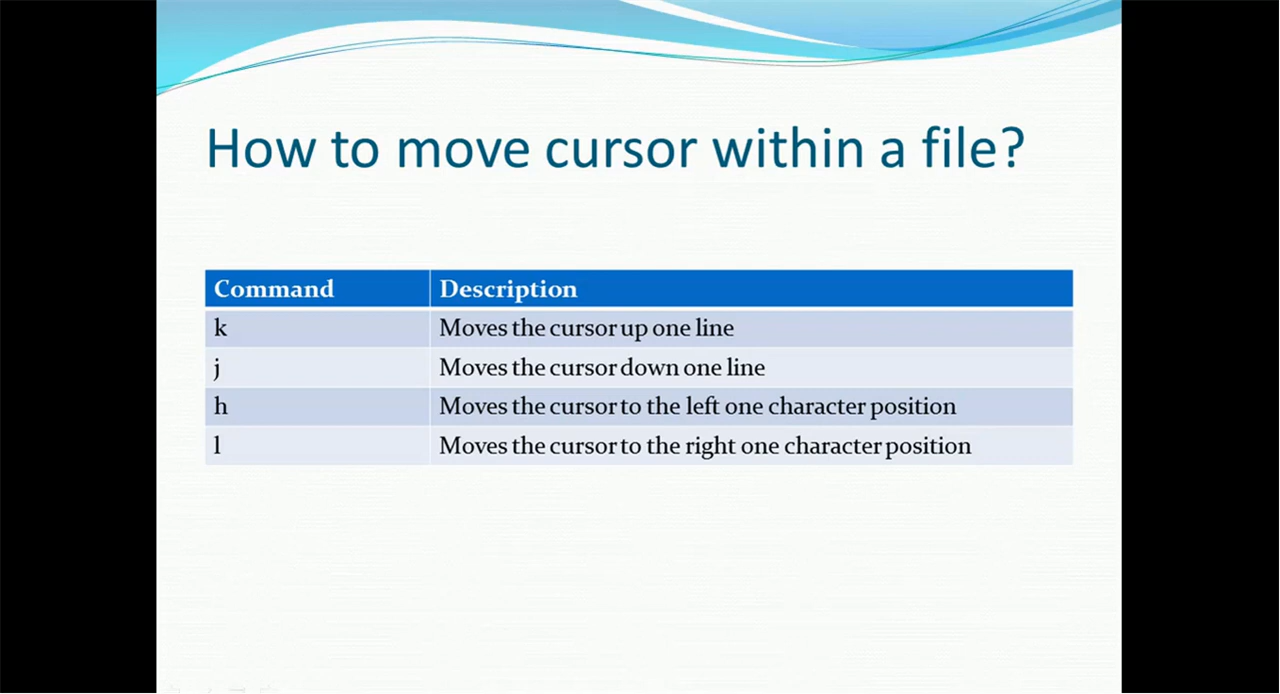 How to move cursor within a file?
Command Description
k Moves the cursor up one line
j Moves the cursor down one line
h Moves the cursor to the left one character position
l Moves the cursor to the right one character position